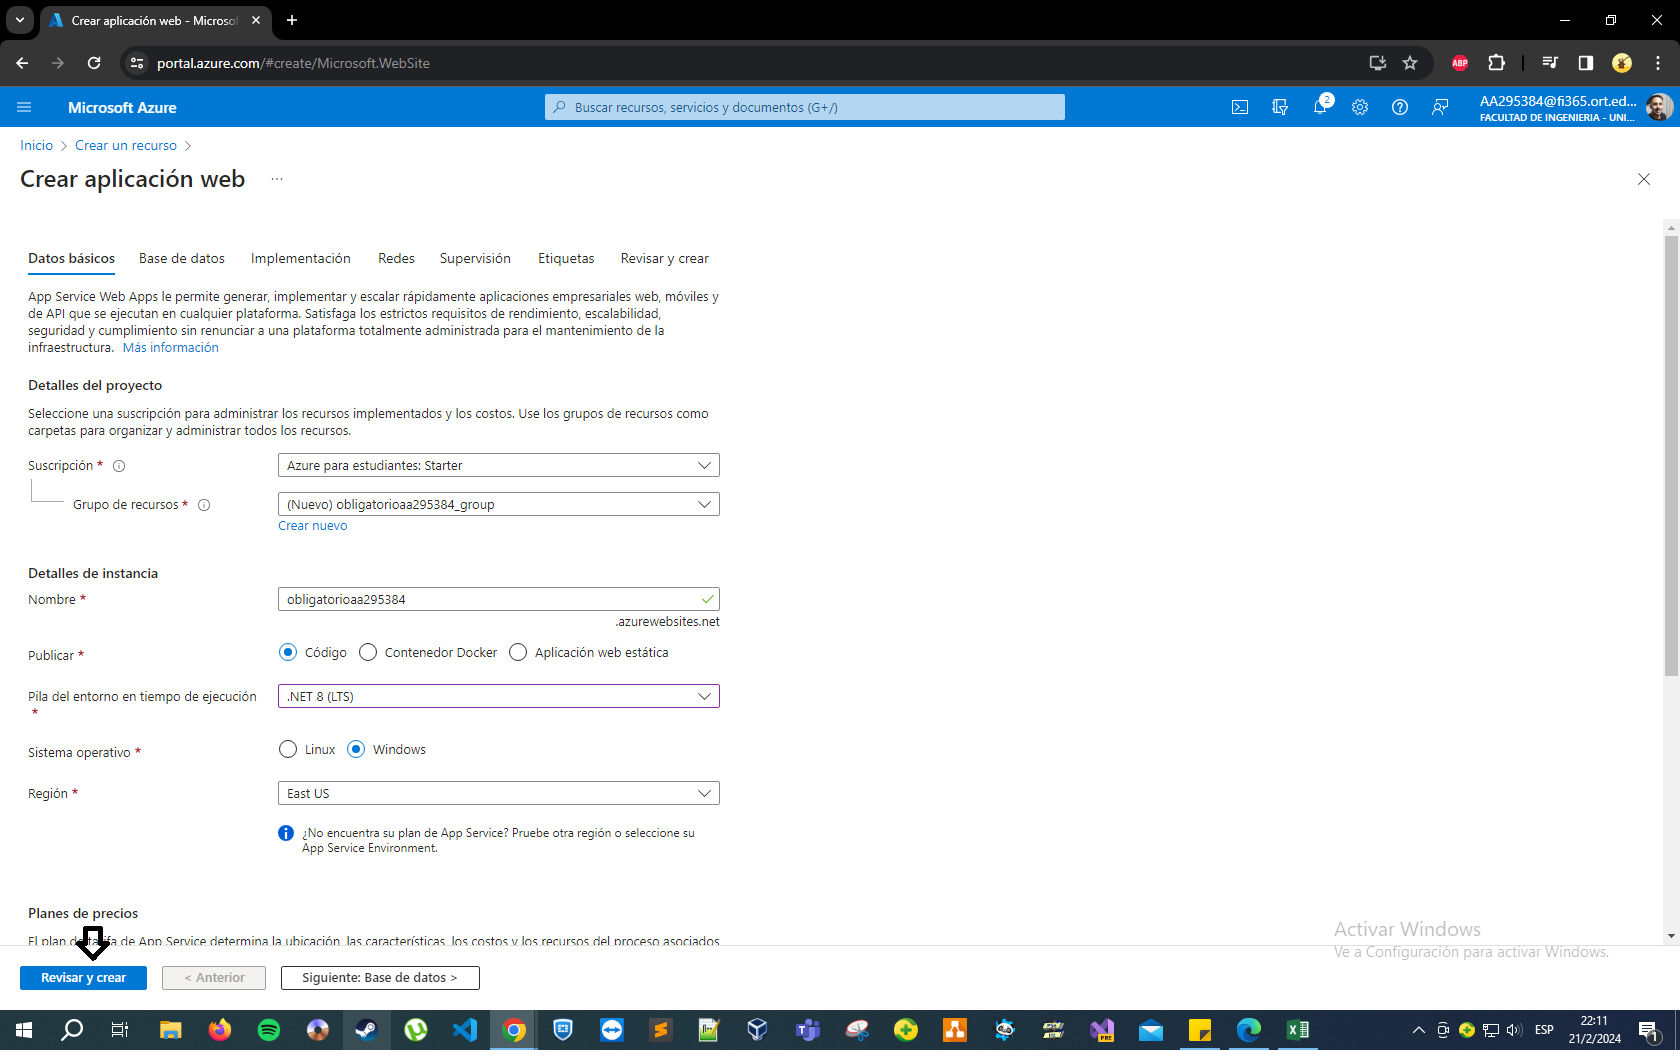 Crear aplicación web - Microsof
portal.azure.com/#create/Microsoft.WebSite
ABP
Microsoft Azure
Buscar recursos, servicios y documentos (G+/)
2
AA295384@fi365.ort.ed...
FACULTAD DE INGENIERIA - UNI...
Inicio > Crear un recurso >
Crear aplicación web ...
Datos básicos Base de datos Implementación Redes Supervisión Etiquetas Revisar y crear
App Service Web Apps le permite generar, implementar y escalar rápidamente aplicaciones empresariales web, móviles y
de API que se ejecutan en cualquier plataforma. Satisfaga los estrictos requisitos de rendimiento, escalabilidad,
seguridad y cumplimiento sin renunciar a una plataforma totalmente administrada para el mantenimiento de la
infraestructura. Más información
Detalles del proyecto
Seleccione una suscripción para administrar los recursos implementados y los costos. Use los grupos de recursos como
carpetas para organizar y administrar todos los recursos.
Suscripción * Azure para estudiantes: Starter
Grupo de recursos * (Nuevo) obligatorioaa295384_group
Crear nuevo
Detalles de instancia
Nombre * obligatorioaa295384
.azurewebsites.net
Publicar * Código Contenedor Docker Aplicación web estática
Pila del entorno en tiempo de ejecución * .NET 8 (LTS)
Sistema operativo * Linux Windows
Región * East US
¿No encuentra su plan de App Service? Pruebe otra región o seleccione su
App Service Environment.
Planes de precios
El plan de tarifa de App Service determina la ubicación, las características, los costos y los recursos del proceso asociados
Activar Windows
Ve a Configuración para activar Windows.
Revisar y crear < Anterior Siguiente: Base de datos >
PRE
ESP
22:11
21/2/2024
1